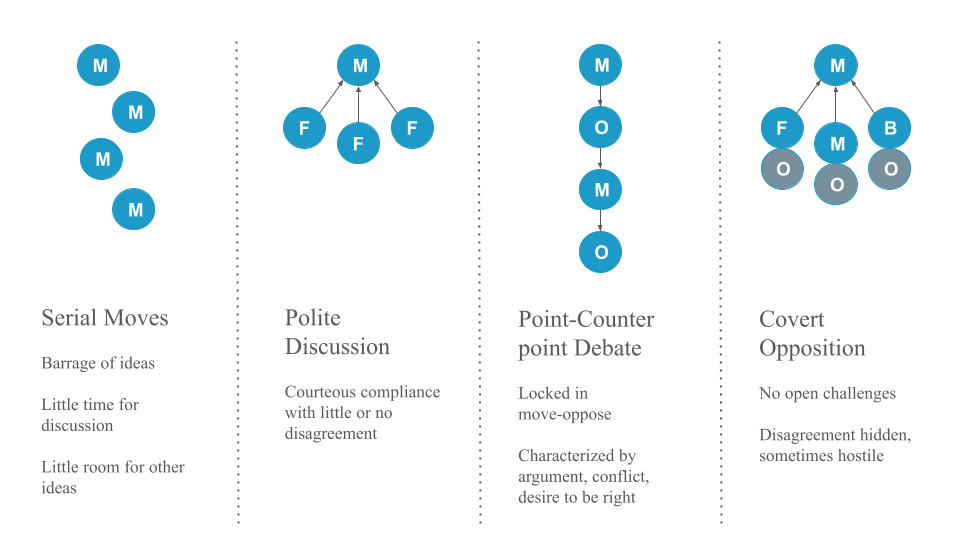 M
M
M
M
Serial Moves
Barrage of ideas
Little time for
discussion
Little room for other
ideas
M
F
F
F
Polite
Discussion
Courteous compliance
with little or no
disagreement
M
O
M
O
Point-Counter
point Debate
Locked in
move-oppose
Characterized by
argument, conflict,
desire to be right
M
F
M
B
O
O
O
Covert
Opposition
No open challenges
Disagreement hidden,
sometimes hostile